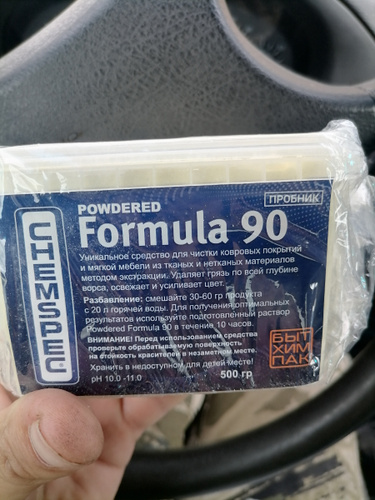 ПРОБНИК
POWDERED
Formula 90
CHEMSPEC
Уникальное средство для чистки ковровых покрытий
и мягкой мебели из тканых и нетканых материалов
методом экстракции. Удаляет грязь по всей глубине
ворса, освежает и усиливает цвет.
Разбавление: смешайте 30-60 гр продукта
с 20 л горячей воды. Для получения оптимальных
результатов используйте подготовленный раствор
Powdered Formula 90 в течение 10 часов.
ВНИМАНИЕ! Перед использованием средства
проверьте обрабатываемую поверхность
на стойкость красителей в незаметном месте.
Хранить в недоступном для детей месте!
pH 10.0 -11.0
500 гр
БЫТ
ХИМ
ПАК